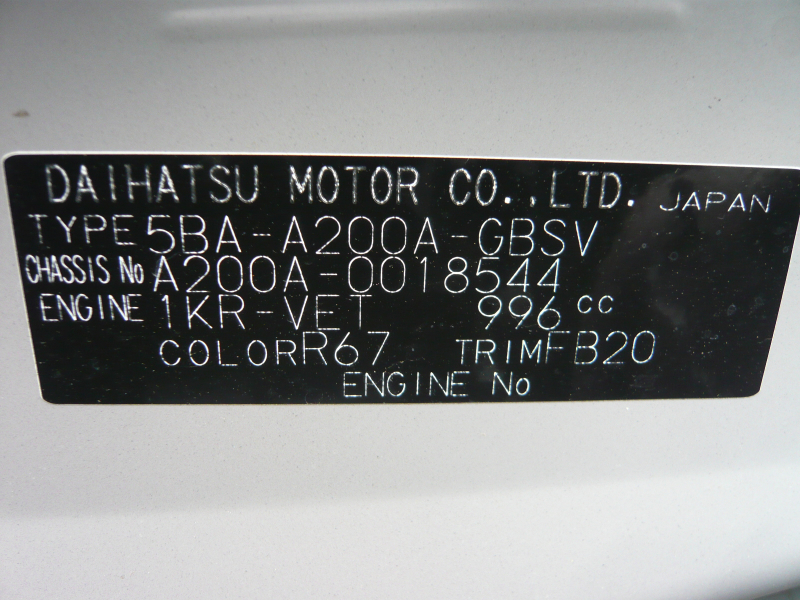 DAIHATSU MOTOR CO.,LTD. JAPAN
TYPE 5BA-A200A-GBSV
CHASSIS No A200A-0018544
ENGINE 1KR-VET 996 cc
COLOR R67 TRIM FB20
ENGINE No